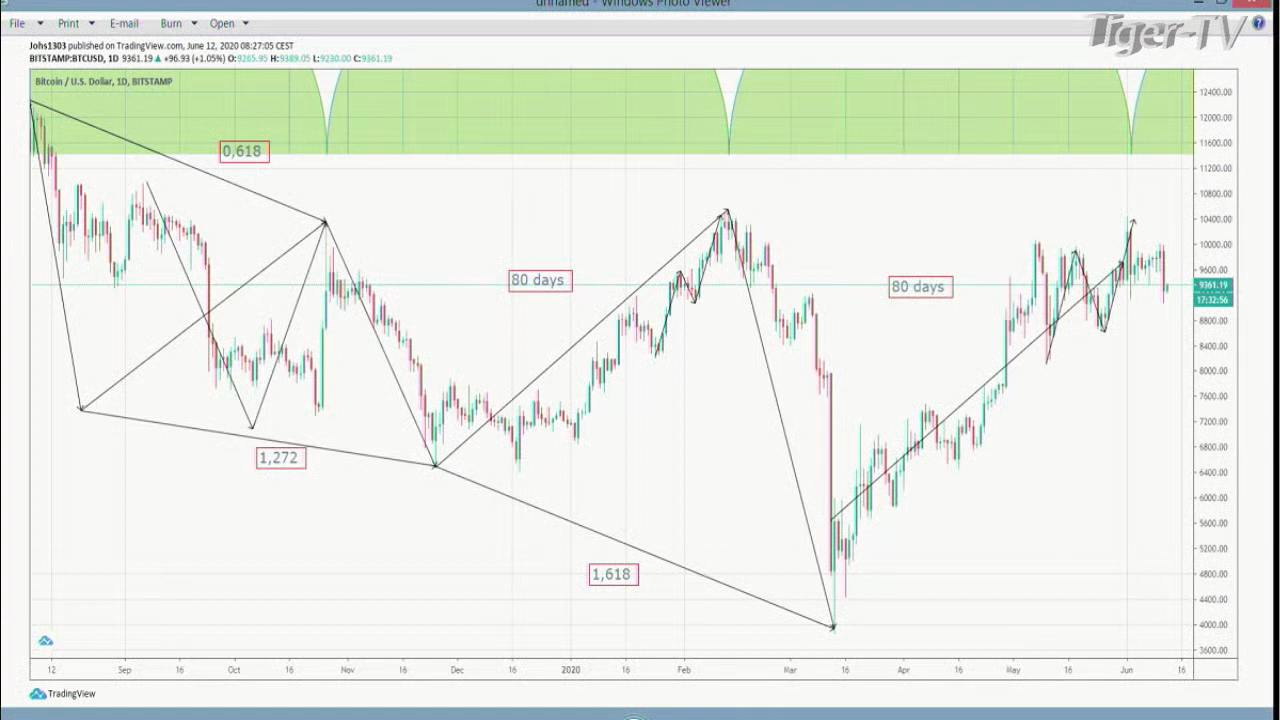 unnamed - Windows Photo Viewer
File Print E-mail Burn Open
Tiger-TV
Johs1303 published on TradingView.com, June 12, 2020 08:27:05 CEST
BITSTAMP:BTCUSD, 1D 9361.19 ▲ +96.93 (+1.05%) O:9265.95 H:9389.05 L:9230.00 C:9361.19
Bitcoin / U.S. Dollar, 1D, BITSTAMP
12400.00
12000.00
11600.00
0,618
11200.00
10800.00
10400.00
10000.00
9600.00
80 days
80 days
9361.19
17:32:56
8800.00
8400.00
8000.00
7600.00
7200.00
6800.00
1,272
6400.00
6000.00
5600.00
5200.00
1,618
4800.00
4400.00
4000.00
3600.00
12 Sep 16 Oct 16 Nov 16 Dec 16 2020 16 Feb Mar 16 Apr 16 May 16 Jun 16
TradingView